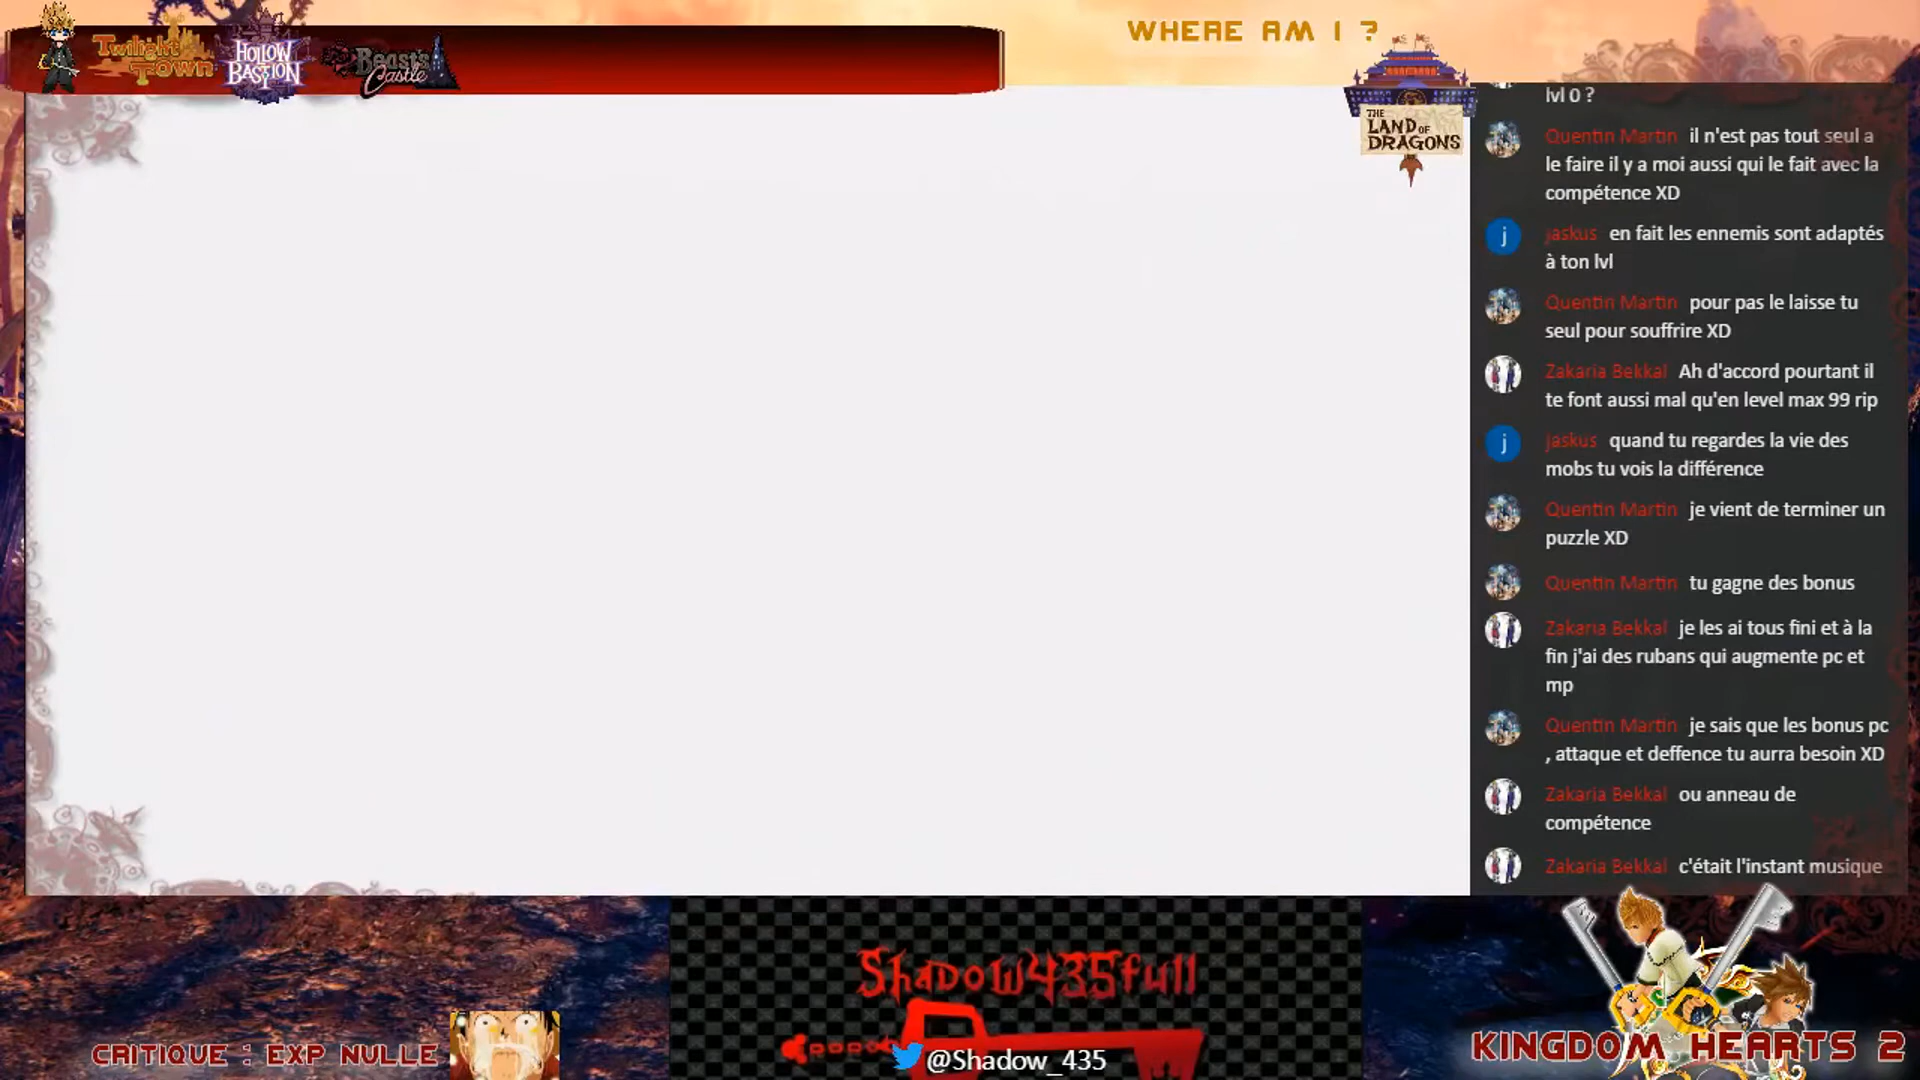 Twilight Town
HOLLOW BASTION
Beast's Castle
WHERE AM I ?
THE LAND OF DRAGONS
lvl 0 ?
Quentin Martin il n'est pas tout seul a
le faire il y a moi aussi qui le fait avec la
compétence XD
j
jaskus en fait les ennemis sont adaptés
à ton lvl
Quentin Martin pour pas le laisse tu
seul pour souffrire XD
Zakaria Bekkal Ah d'accord pourtant il
te font aussi mal qu'en level max 99 rip
j
jaskus quand tu regardes la vie des
mobs tu vois la différence
Quentin Martin je vient de terminer un
puzzle XD
Quentin Martin tu gagne des bonus
Zakaria Bekkal je les ai tous fini et à la
fin j'ai des rubans qui augmente pc et
mp
Quentin Martin je sais que les bonus pc
, attaque et deffence tu aurra besoin XD
Zakaria Bekkal ou anneau de
compétence
Zakaria Bekkal c'était l'instant musique
CRITIQUE : EXP NULLE
Shadow435full
@Shadow_435
KINGDOM HEARTS 2